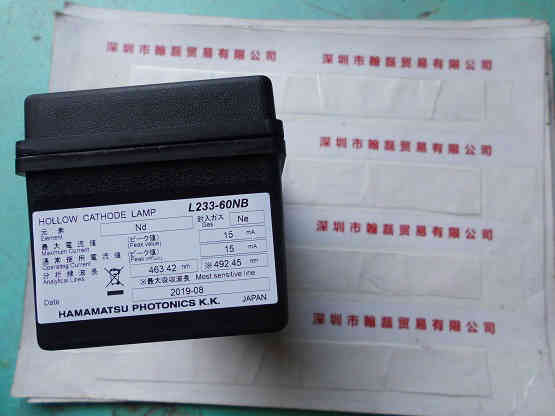 深圳市翰磊贸易有限公司
深圳市翰磊贸易有限公司
深圳市翰磊贸易有限公司
深圳市翰磊贸易有限公司
深圳市翰磊贸易有限公司
HOLLOW CATHODE LAMP L233-60NB
元素 Element Nd 封入ガス Gas Ne
最大電流値 Maximum Current (ピーク値) (Peak value) 15 mA
通常使用電流値 Operating Current (ピーク値) (Peak value) 15 mA
分析線波長 Analytical Lines 463.42 nm ※492.45 nm
※最大吸収波長 Most sensitive line
Date 2019-08
HAMAMATSU PHOTONICS K.K. JAPAN